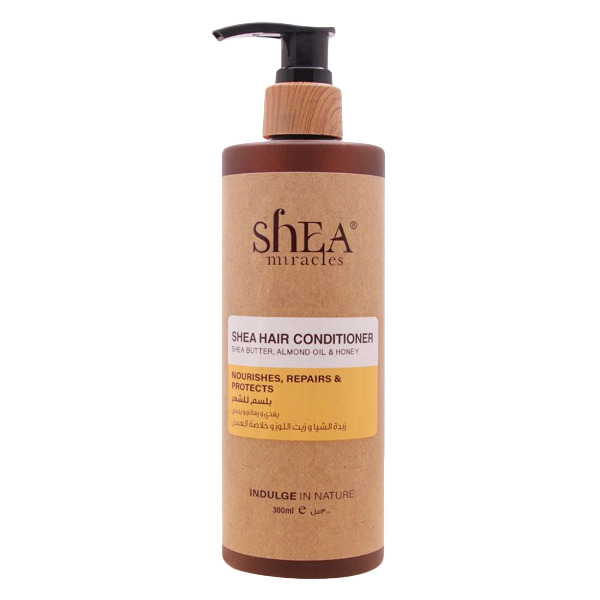 shEA®
miracles
SHEA HAIR CONDITIONER
SHEA BUTTER, ALMOND OIL & HONEY
NOURISHES, REPAIRS &
PROTECTS
بلسم للشعر
يغذي و يعالج و يحمي
زبدة الشيا و زيت اللوز و خلاصة العسل
INDULGE IN NATURE
300ml e ٣٠٠مل